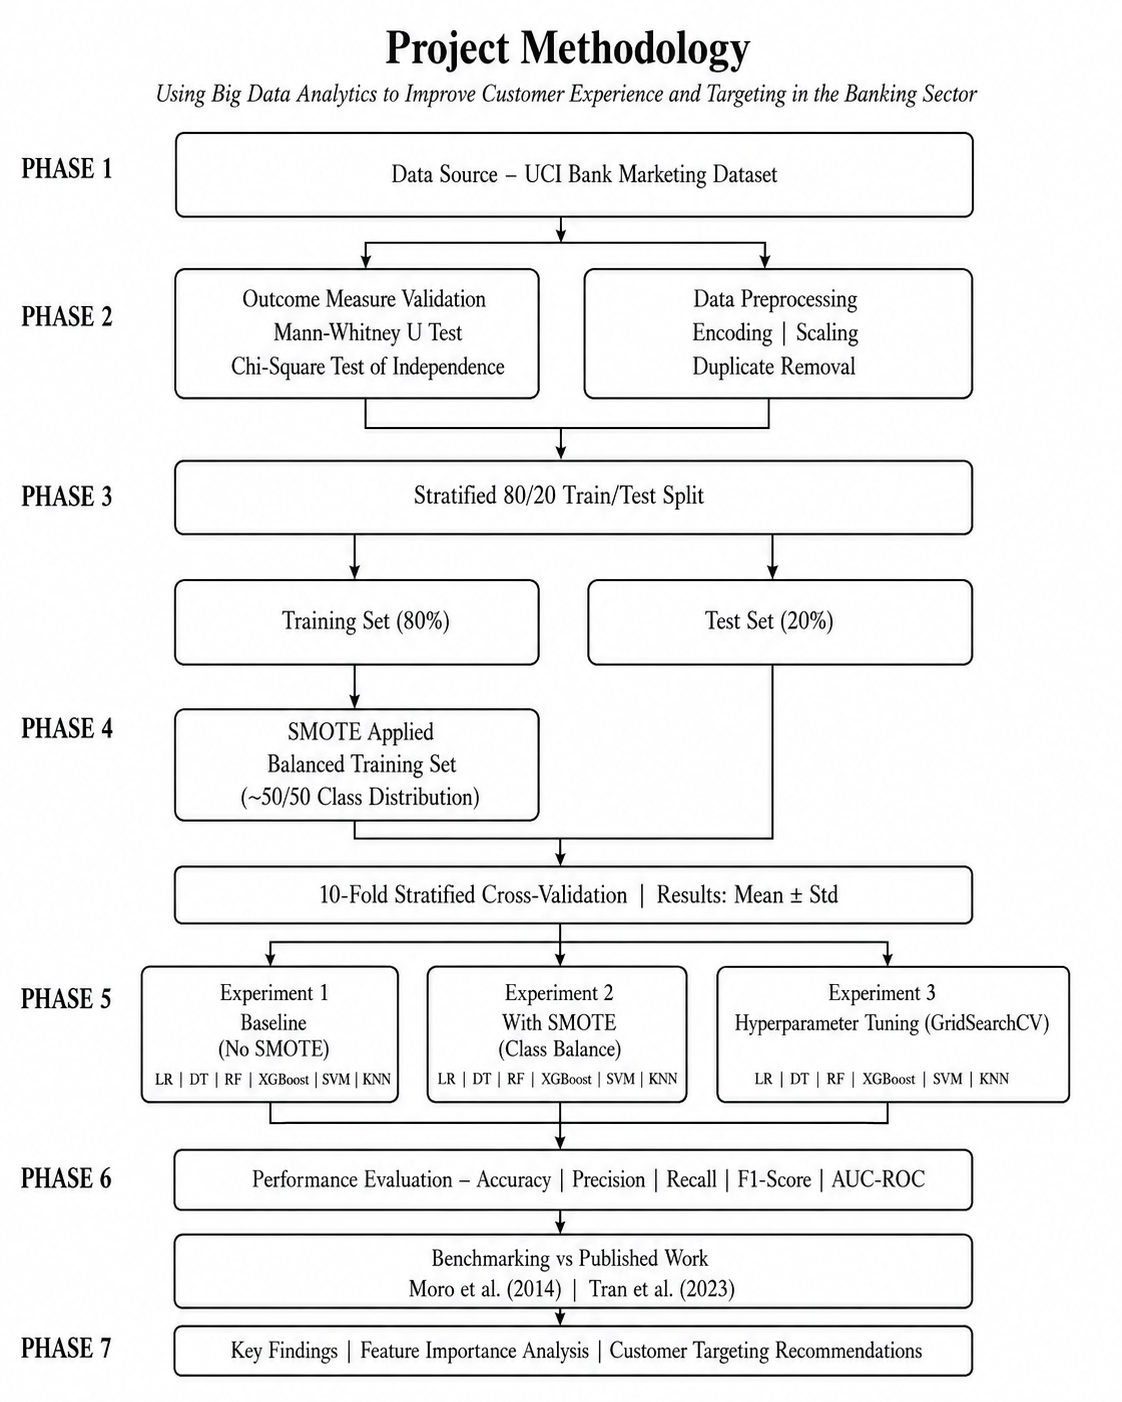 Project Methodology
Using Big Data Analytics to Improve Customer Experience and Targeting in the Banking Sector
PHASE 1
Data Source – UCI Bank Marketing Dataset
PHASE 2
Outcome Measure Validation
Mann-Whitney U Test
Chi-Square Test of Independence
Data Preprocessing
Encoding | Scaling
Duplicate Removal
PHASE 3
Stratified 80/20 Train/Test Split
Training Set (80%)
Test Set (20%)
PHASE 4
SMOTE Applied
Balanced Training Set
(~50/50 Class Distribution)
10-Fold Stratified Cross-Validation | Results: Mean ± Std
PHASE 5
Experiment 1
Baseline
(No SMOTE)
LR | DT | RF | XGBoost | SVM | KNN
Experiment 2
With SMOTE
(Class Balance)
LR | DT | RF | XGBoost | SVM | KNN
Experiment 3
Hyperparameter Tuning (GridSearchCV)
LR | DT | RF | XGBoost | SVM | KNN
PHASE 6
Performance Evaluation – Accuracy | Precision | Recall | F1-Score | AUC-ROC
Benchmarking vs Published Work
Moro et al. (2014) | Tran et al. (2023)
PHASE 7
Key Findings | Feature Importance Analysis | Customer Targeting Recommendations